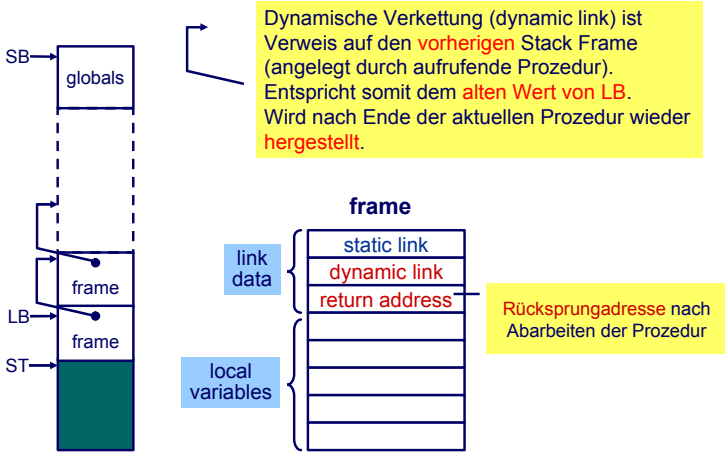 Dynamische Verkettung (dynamic link) ist
Verweis auf den vorherigen Stack Frame
(angelegt durch aufrufende Prozedur).
Entspricht somit dem alten Wert von LB.
Wird nach Ende der aktuellen Prozedur wieder
hergestellt.
SB
globals
frame
LB
frame
ST
frame
link
data
static link
dynamic link
return address
local
variables
Rücksprungadresse nach
Abarbeiten der Prozedur